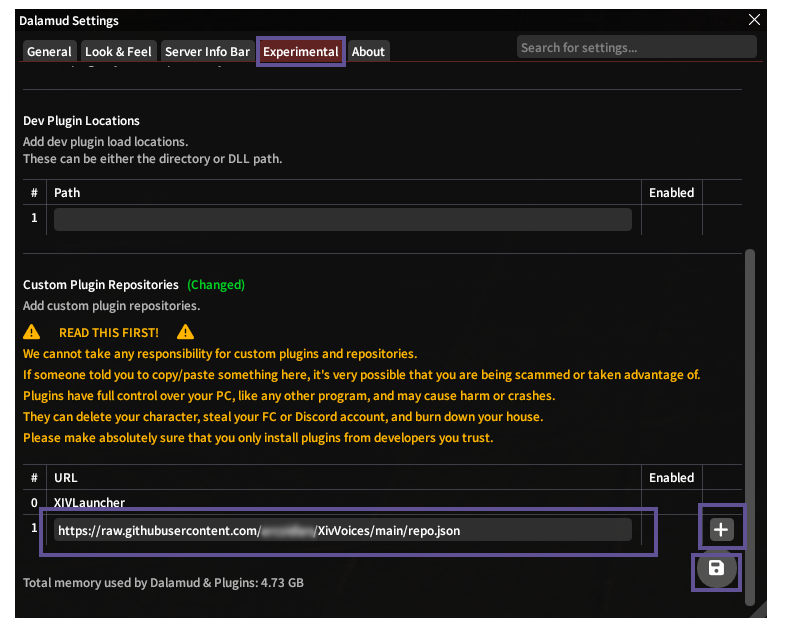 Dalamud Settings
General Look & Feel Server Info Bar Experimental About Search for settings...
Dev Plugin Locations
Add dev plugin load locations.
These can be either the directory or DLL path.
# Path Enabled
1
Custom Plugin Repositories (Changed)
Add custom plugin repositories.
READ THIS FIRST!
We cannot take any responsibility for custom plugins and repositories.
If someone told you to copy/paste something here, it's very possible that you are being scammed or taken advantage of.
Plugins have full control over your PC, like any other program, and may cause harm or crashes.
They can delete your character, steal your FC or Discord account, and burn down your house.
Please make absolutely sure that you only install plugins from developers you trust.
# URL Enabled
0 XIVLauncher
1 https://raw.githubusercontent.com/ /XivVoices/main/repo.json
Total memory used by Dalamud & Plugins: 4.73 GB